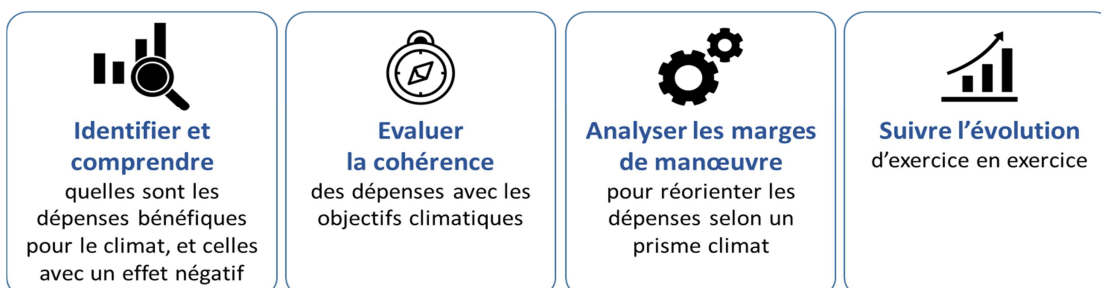 Identifier et
comprendre
quelles sont les
dépenses bénéfiques
pour le climat, et celles
avec un effet négatif
Evaluer
la cohérence
des dépenses avec les
objectifs climatiques
Analyser les marges
de manœuvre
pour réorienter les
dépenses selon un
prisme climat
Suivre l’évolution
d’exercice en exercice